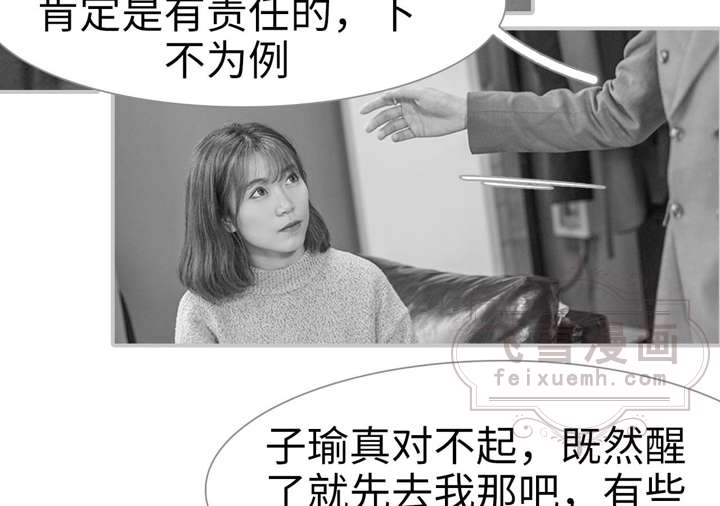 肯定是有责任的，下
不为例
飞雪漫画
feixuemh.com
子瑜真对不起，既然醒
了就先去我那吧，有些